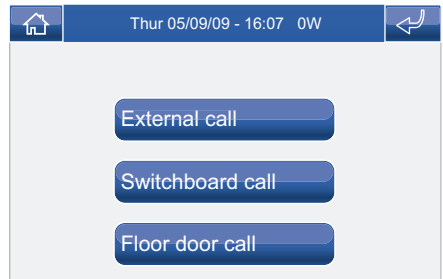 Thur 05/09/09 - 16:07 0W
External call
Switchboard call
Floor door call